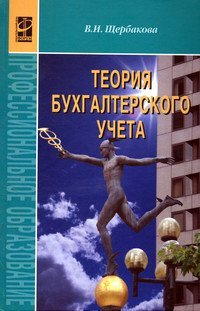 В.И. Щербакова
ТЕОРИЯ
БУХГАЛТЕРСКОГО
УЧЕТА
ПРОФЕССИОНАЛЬНОЕ ОБРАЗОВАНИЕ